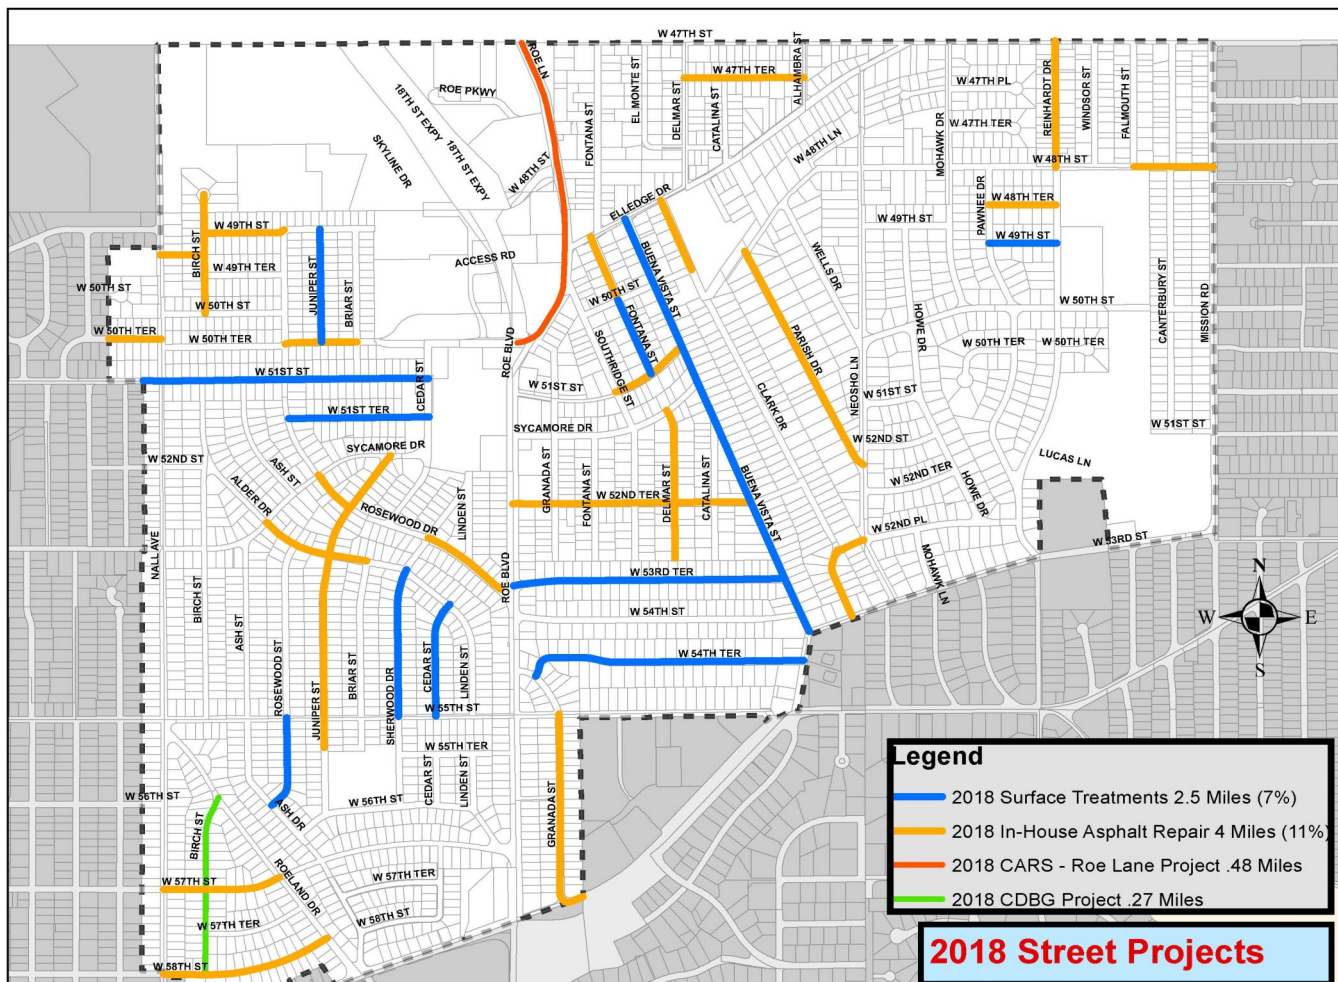 W 47TH ST
ROE LN
W 47TH TER
ALHAMBRA ST
EL MONTE ST
DELMAR ST
CATALINA ST
FONTANA ST
ROE PKWY
18TH ST EXPY
18TH ST EXPY
SKYLINE DR
W 48TH ST
W 48TH LN
MOHAWK DR
W 47TH PL
W 47TH TER
REINHARDT DR
WINDSOR ST
FALMOUTH ST
W 48TH ST
W 48TH TER
PAWNEE DR
W 49TH ST
W 49TH ST
ELLEDGE DR
BUENA VISTA ST
WELLS DR
BIRCH ST
W 49TH ST
W 49TH TER
JUNIPER ST
BRIAR ST
ACCESS RD
W 50TH ST
W 50TH ST
W 50TH TER
W 50TH TER
W 50TH ST
FONTANA ST
SOUTHRIDGE ST
ROE BLVD
PARISH DR
HOWE DR
W 50TH ST
W 50TH TER
W 50TH TER
CANTERBURY ST
MISSION RD
W 51ST ST
CEDAR ST
W 51ST TER
W 51ST ST
CLARK DR
NEOSHO LN
W 51ST ST
W 51ST ST
SYCAMORE DR
SYCAMORE DR
W 52ND ST
W 52ND ST
ASH ST
ALDER DR
ROSEWOOD DR
LINDEN ST
GRANADA ST
FONTANA ST
W 52ND TER
DELMAR ST
CATALINA ST
BUENA VISTA ST
W 52ND TER
HOWE DR
LUCAS LN
W 52ND PL
W 53RD ST
MOHAWK LN
NALL AVE
ROE BLVD
W 53RD TER
W 54TH ST
W 54TH TER
BIRCH ST
ASH ST
ROSEWOOD ST
JUNIPER ST
BRIAR ST
SHERWOOD DR
CEDAR ST
LINDEN ST
W 55TH ST
W 55TH TER
CEDAR ST
LINDEN ST
GRANADA ST
W 56TH ST
W 56TH ST
ASH DR
BIRCH ST
ROELAND DR
W 57TH ST
W 57TH TER
W 57TH TER
W 58TH ST
W 58TH ST
N
W
E
S
Legend
2018 Surface Treatments 2.5 Miles (7%)
2018 In-House Asphalt Repair 4 Miles (11%)
2018 CARS - Roe Lane Project .48 Miles
2018 CDBG Project .27 Miles
2018 Street Projects